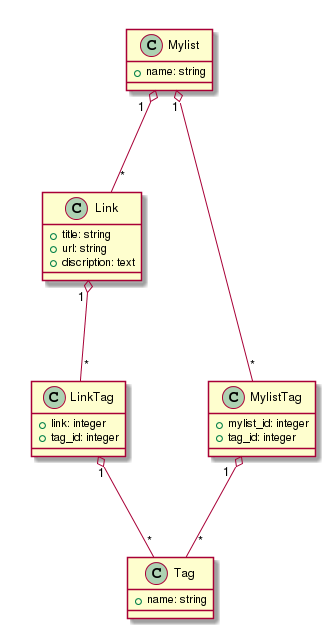 C Mylist
name: string
1 1
*
C Link
title: string
url: string
discription: text
1
* *
C LinkTag
link: integer
tag_id: integer
C MylistTag
mylist_id: integer
tag_id: integer
1 1
* *
C Tag
name: string